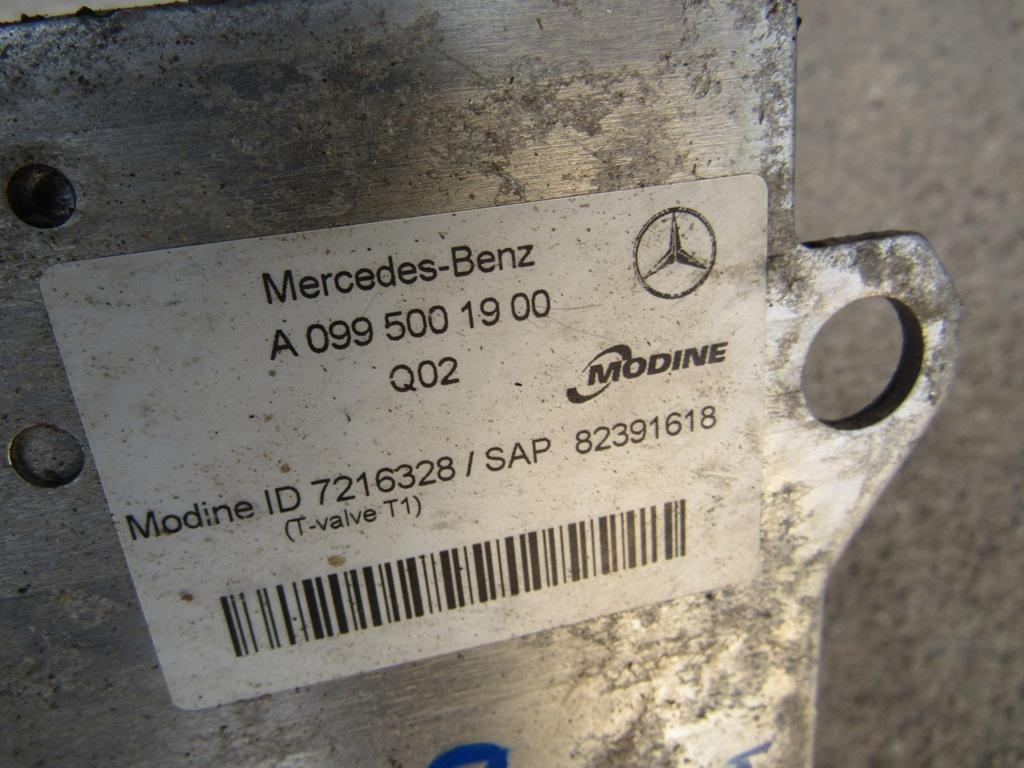 Mercedes-Benz
A 099 500 19 00
Q02
MODINE
Modine ID 7216328 / SAP 82391618
(T-valve T1)